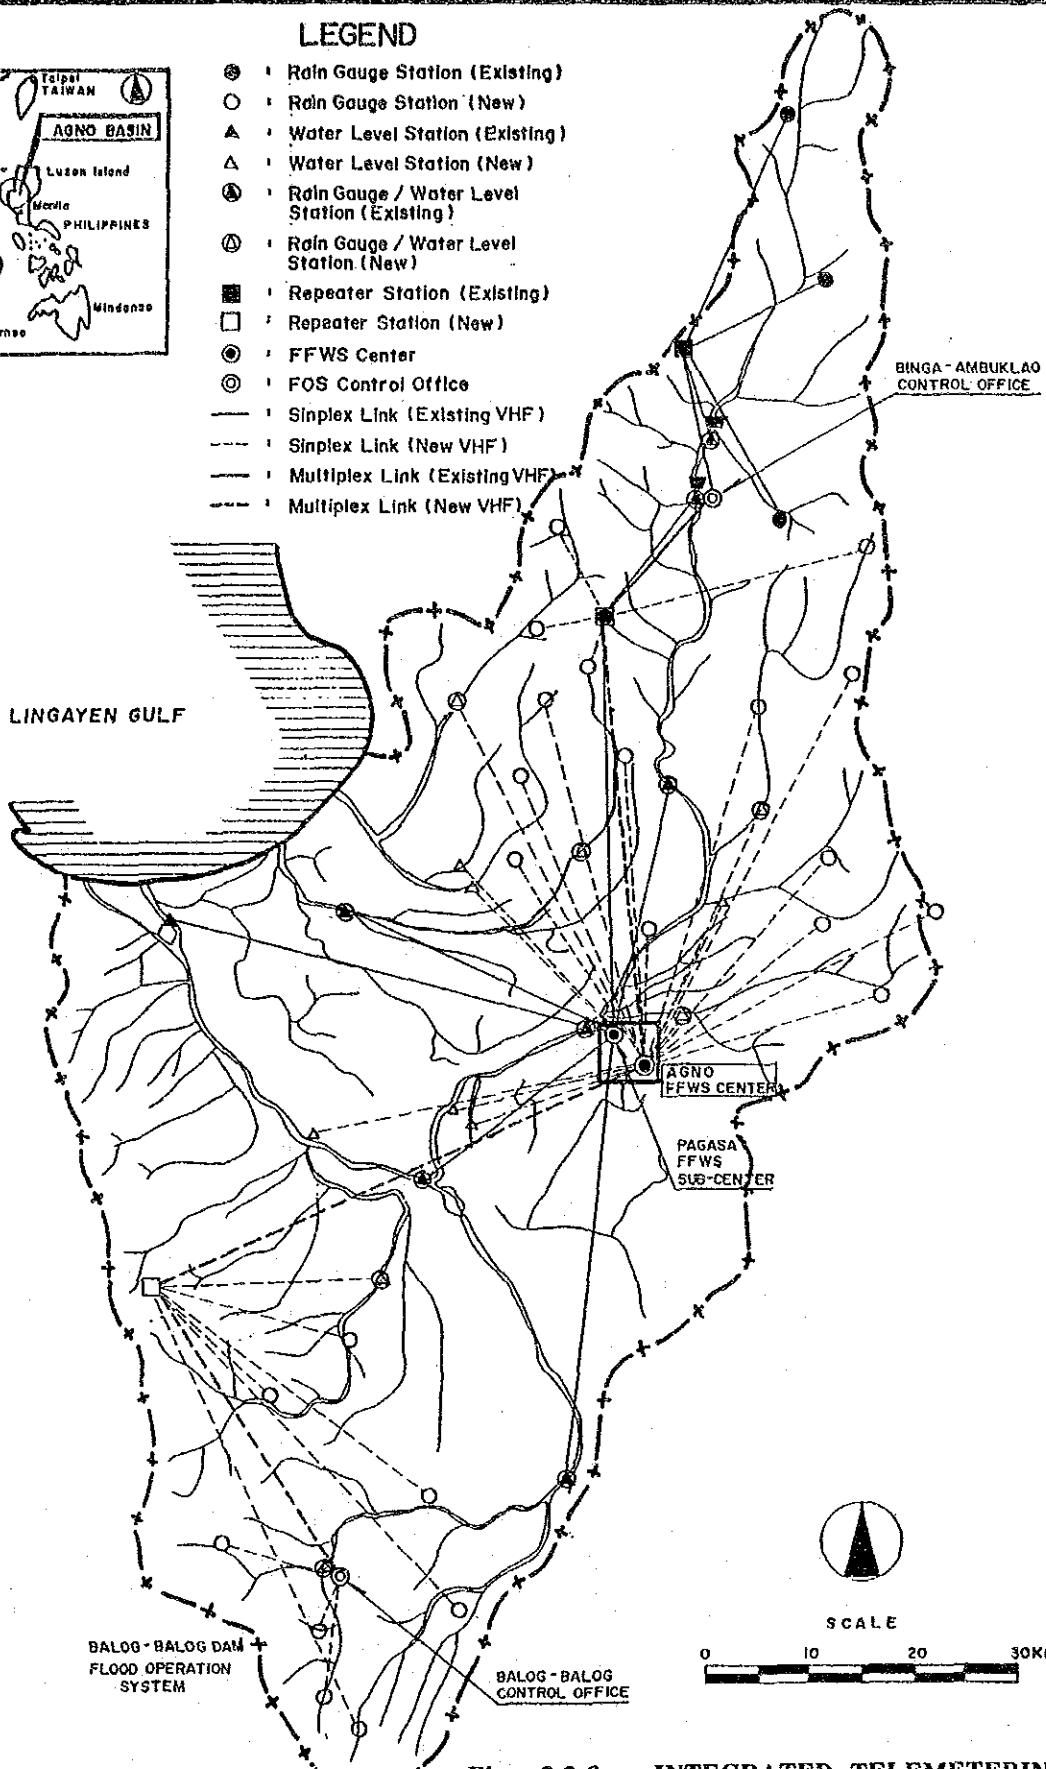 LEGEND
Rain Gauge Station (Existing)
Rain Gauge Station (New)
Water Level Station (Existing)
Water Level Station (New)
Rain Gauge / Water Level
Station (Existing)
Rain Gauge / Water Level
Station (New)
Repeater Station (Existing)
Repeater Station (New)
FFWS Center
FOS Control Office
Sinplex Link (Existing VHF)
Sinplex Link (New VHF)
Multiplex Link (Existing VHF)
Multiplex Link (New VHF)
Taipei
TAIWAN
AGNO BASIN
Luzon Island
Manila
PHILIPPINES
Mindanao
BINGA - AMBUKLAO
CONTROL OFFICE
LINGAYEN GULF
AGNO
FFWS CENTER
PAGASA
FFWS
SUB-CENTER
BALOG - BALOG DAM
FLOOD OPERATION
SYSTEM
BALOG - BALOG
CONTROL OFFICE
SCALE
0 10 20 30K
INTEGRATED TELEMETERIN